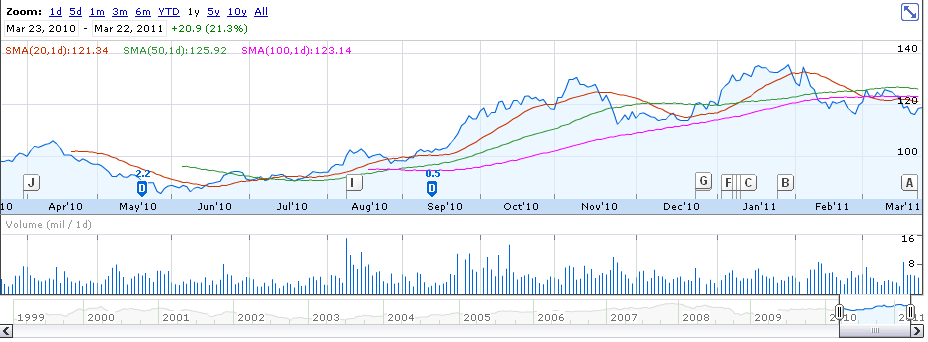 Zoom: 1d 5d 1m 3m 6m YTD 1y 5y 10y All
Mar 23, 2010 - Mar 22, 2011 +20.9 (21.3%)
SMA(20,1d):121.34 SMA(50,1d):125.92 SMA(100,1d):123.14
140
120
100
2.2
0.5
J D I D G F C B A
10 Apr'10 May'10 Jun'10 Jul'10 Aug'10 Sep'10 Oct'10 Nov'10 Dec'10 Jan'11 Feb'11 Mar'11
Volume (mil / 1d)
16
8
1999 2000 2001 2002 2003 2004 2005 2006 2007 2008 2009 2010 2011